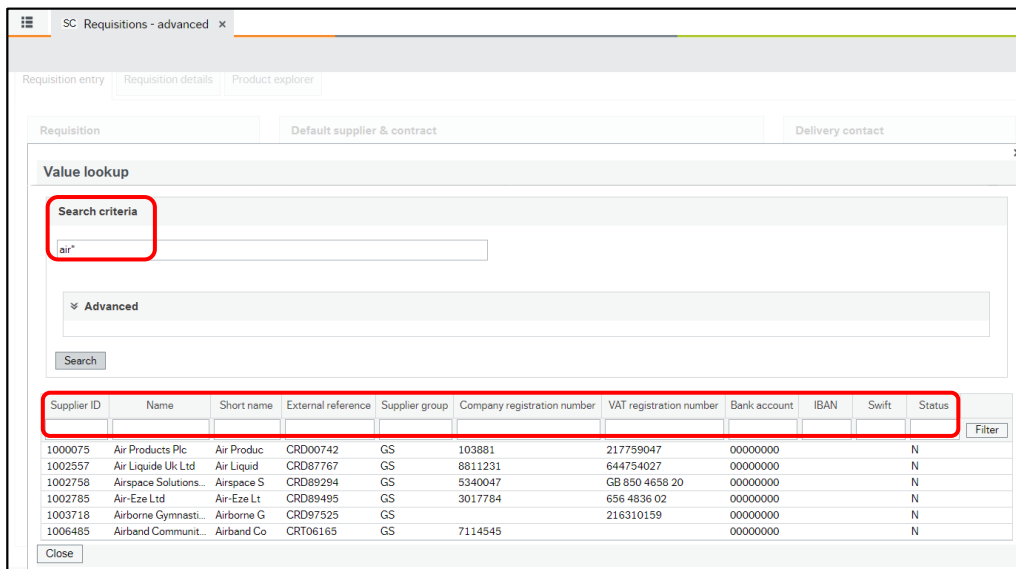 SC Requisitions - advanced ×
Requisition entry Requisition details Product explorer
Requisition Default supplier & contract Delivery contact
Value lookup
Search criteria
air*
Advanced
Search
Supplier ID Name Short name External reference Supplier group Company registration number VAT registration number Bank account IBAN Swift Status
Filter
1000075 Air Products Plc Air Produc CRD00742 GS 103881 217759047 00000000 N
1002557 Air Liquide Uk Ltd Air Liquid CRD87767 GS 8811231 644754027 00000000 N
1002758 Airspace Solutions... Airspace S CRD89294 GS 5340047 GB 850 4658 20 00000000 N
1002785 Air-Eze Ltd Air-Eze Lt CRD89495 GS 3017784 656 4836 02 00000000 N
1003718 Airborne Gymnasti... Airborne G CRD97525 GS 216310159 00000000 N
1006485 Airband Communit... Airband Co CRT06165 GS 7114545 00000000 N
Close